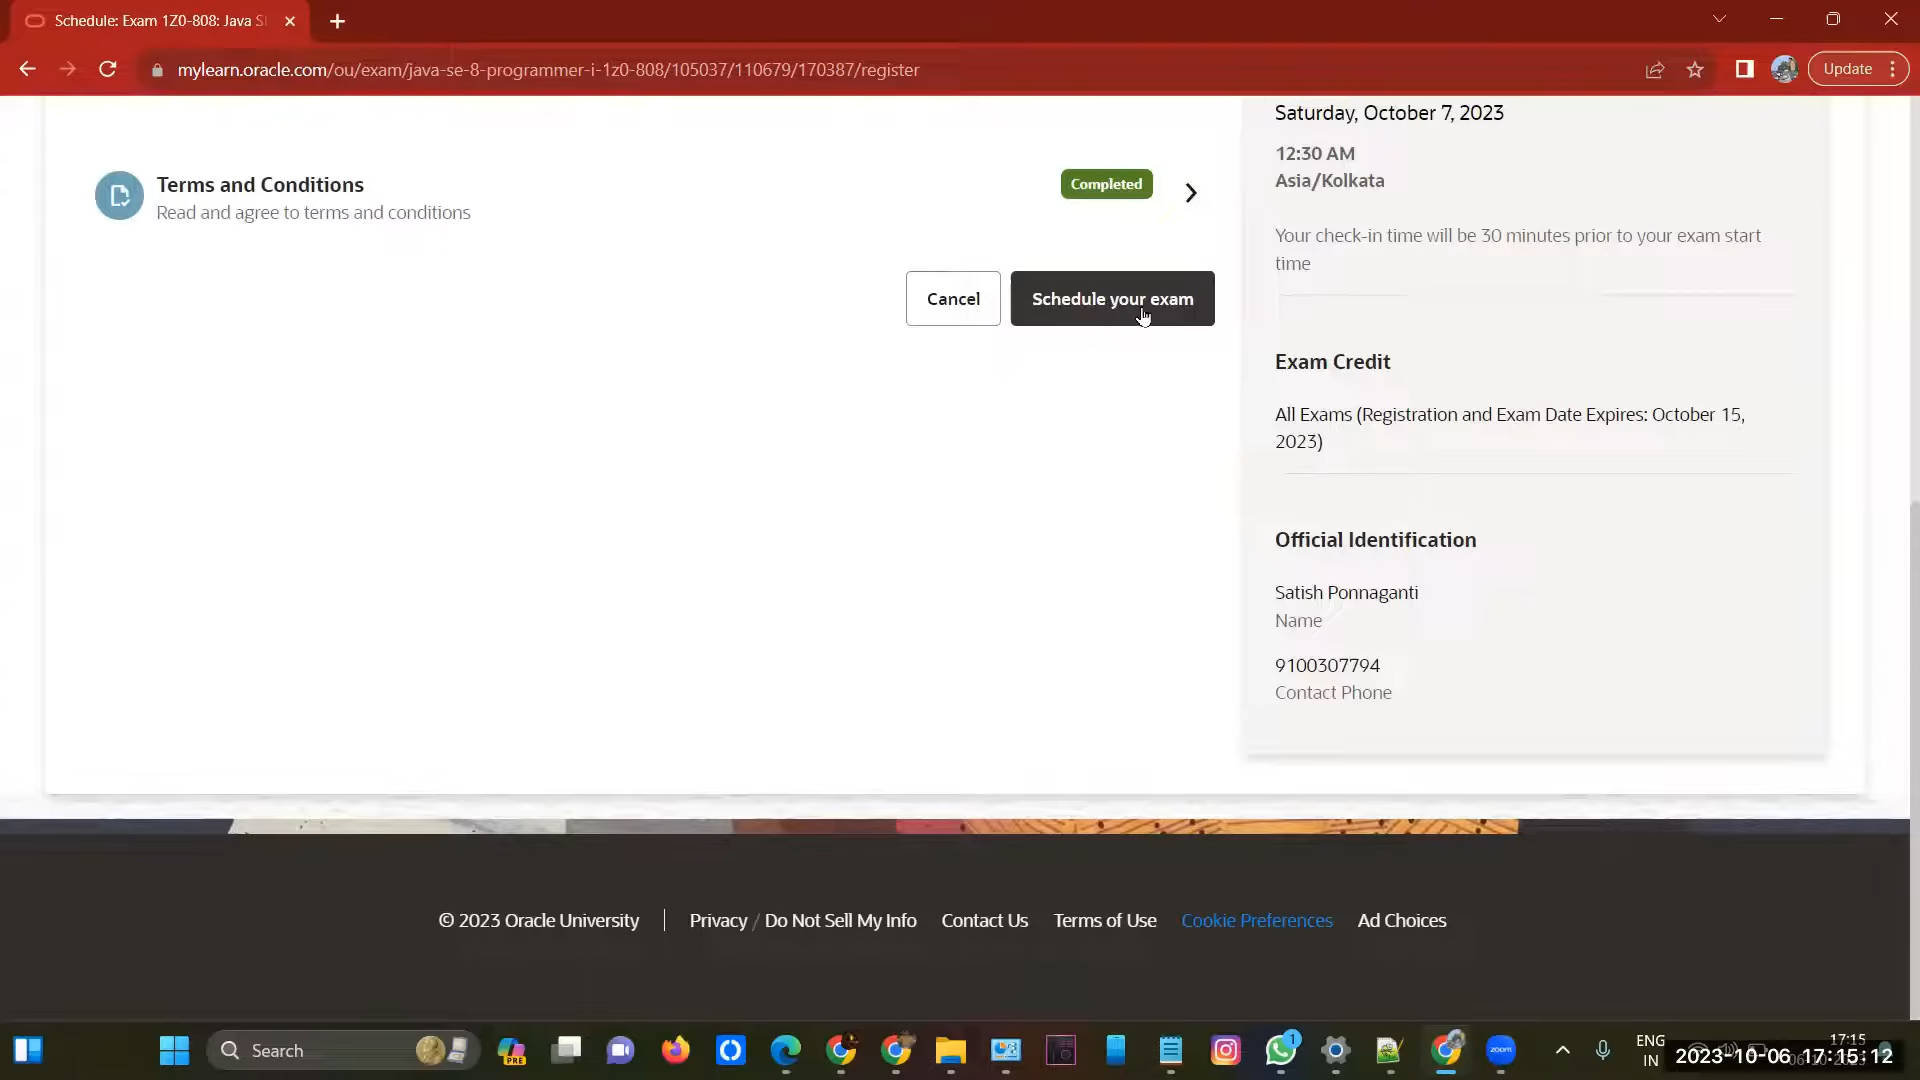 Schedule: Exam 1Z0-808: Java S
mylearn.oracle.com/ou/exam/java-se-8-programmer-i-1z0-808/105037/110679/170387/register
Update
Saturday, October 7, 2023
12:30 AM
Asia/Kolkata
Your check-in time will be 30 minutes prior to your exam start
time
Terms and Conditions
Read and agree to terms and conditions
Completed
Cancel
Schedule your exam
Exam Credit
All Exams (Registration and Exam Date Expires: October 15,
2023)
Official Identification
Satish Ponnaganti
Name
9100307794
Contact Phone
© 2023 Oracle University
Privacy / Do Not Sell My Info
Contact Us
Terms of Use
Cookie Preferences
Ad Choices
Search
PRE
1
zoom
ENG
IN
17:15
2023-10-06 17:15:12